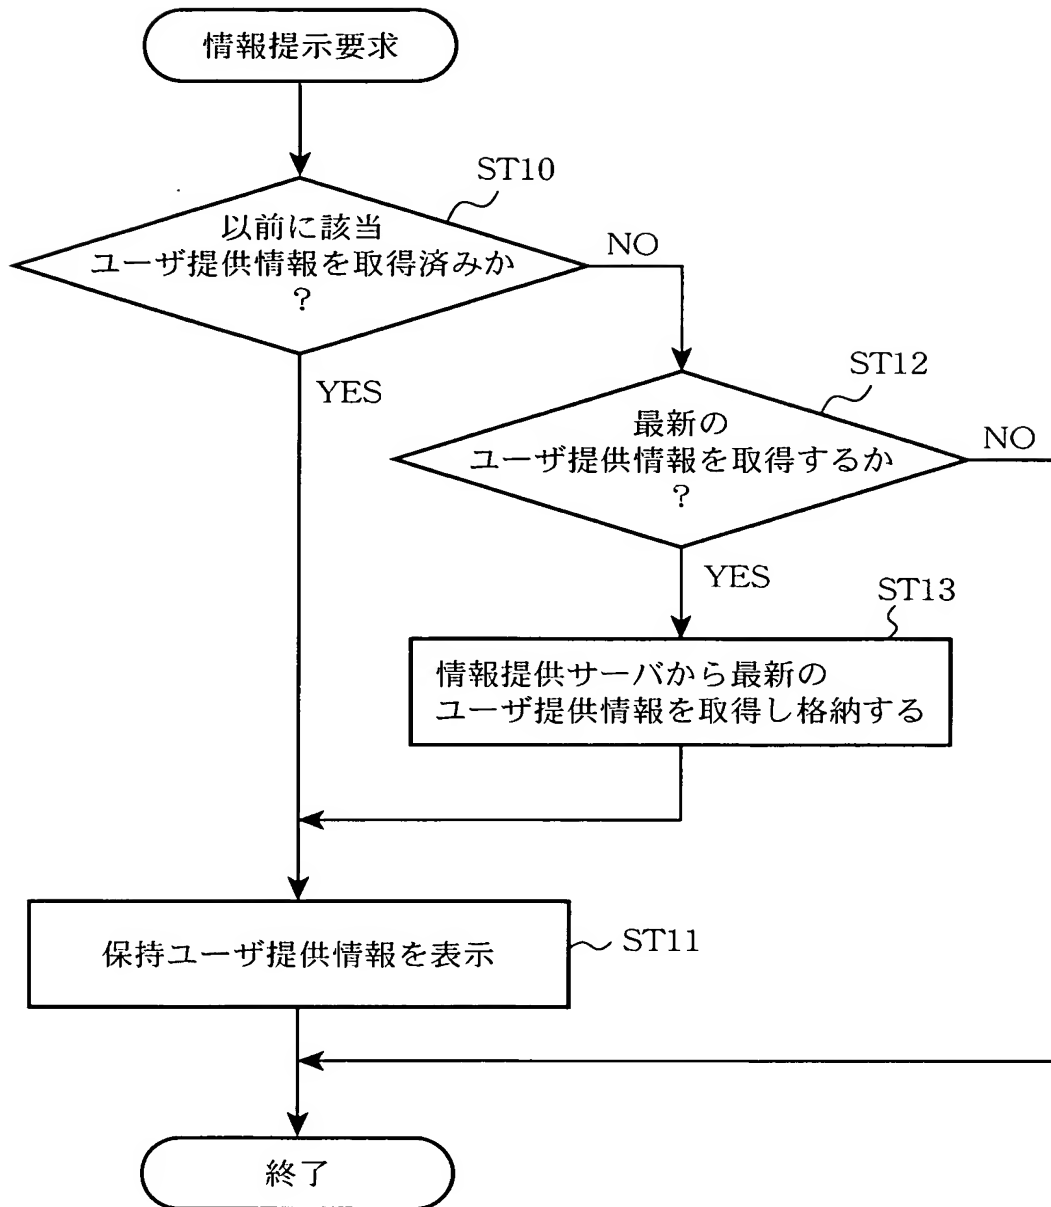 情報提示要求
ST10
以前に該当
ユーザ提供情報を取得済みか
?
NO
YES
ST12
最新の
ユーザ提供情報を取得するか
?
NO
YES
ST13
情報提供サーバから最新の
ユーザ提供情報を取得し格納する
保持ユーザ提供情報を表示
ST11
終了